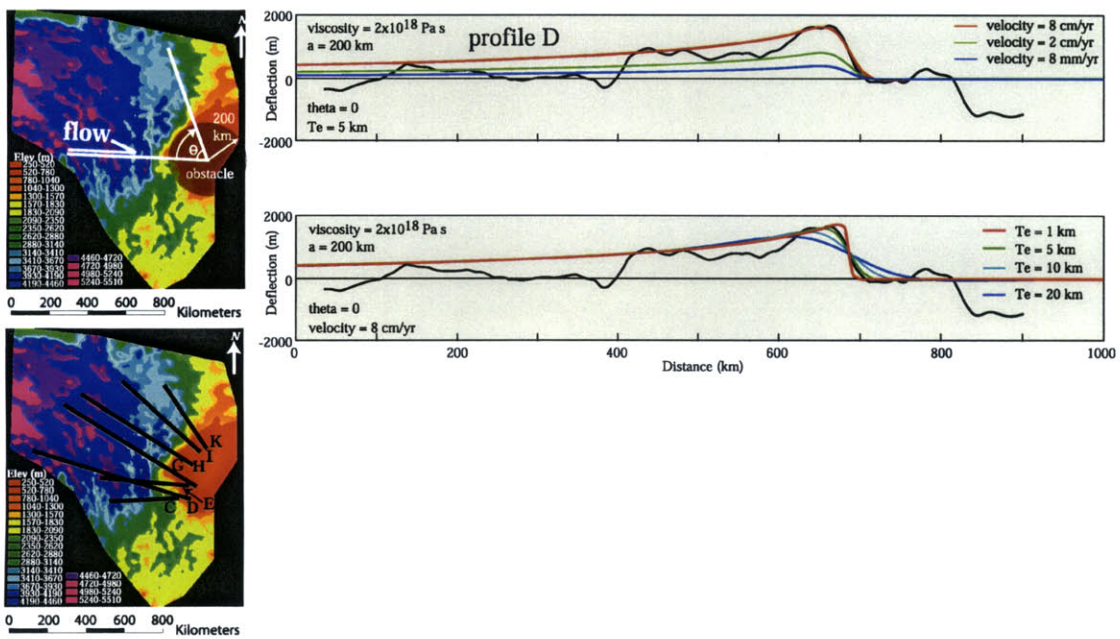 N
200
km
flow
θ
obstacle
Elev (m)
250-520
520-780
780-1040
1040-1300
1300-1570
1570-1830
1830-2090
2090-2350
2350-2620
2620-2880
2880-3140
3140-3410
3410-3670
3670-3930
3930-4190
4190-4460
4460-4720
4720-4980
4980-5240
5240-5510
0 200 400 600 800
Kilometers
2000
0
-2000
Deflection (m)
viscosity = 2x10^18 Pa s
a = 200 km
profile D
theta = 0
Te = 5 km
velocity = 8 cm/yr
velocity = 2 cm/yr
velocity = 8 mm/yr
2000
0
-2000
Deflection (m)
viscosity = 2x10^18 Pa s
a = 200 km
theta = 0
velocity = 8 cm/yr
Te = 1 km
Te = 5 km
Te = 10 km
Te = 20 km
0 200 400 600 800 1000
Distance (km)
N
K
I
G H
C D E
Elev (m)
250-520
520-780
780-1040
1040-1300
1300-1570
1570-1830
1830-2090
2090-2350
2350-2620
2620-2880
2880-3140
3140-3410
3410-3670
3670-3930
3930-4190
4190-4460
4460-4720
4720-4980
4980-5240
5240-5510
0 200 400 600 800
Kilometers